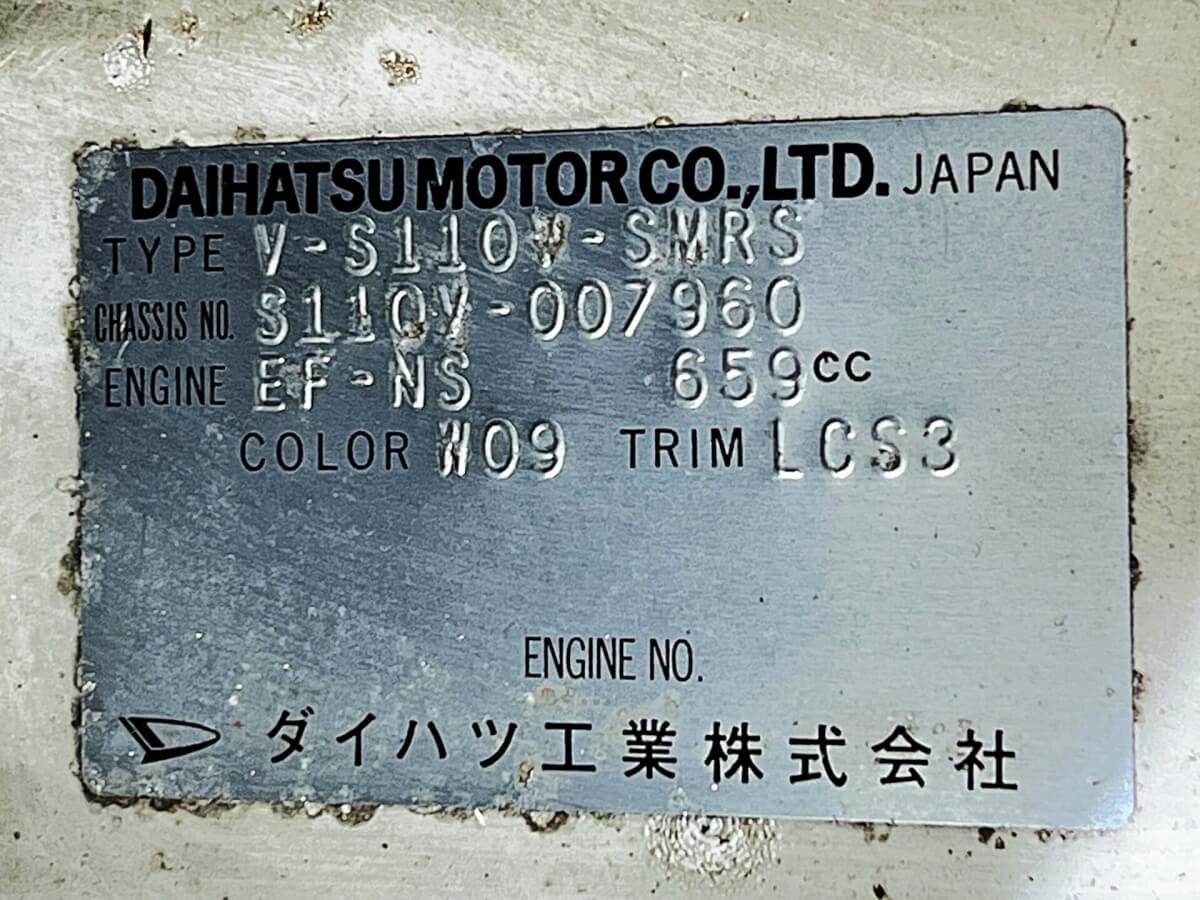 DAIHATSU MOTOR CO.,LTD. JAPAN
TYPE V-S110V-SMRS
CHASSIS NO. S110V-007960
ENGINE EF-NS 659cc
COLOR W09 TRIM LCS3
ENGINE NO.
ダイハツ工業株式会社